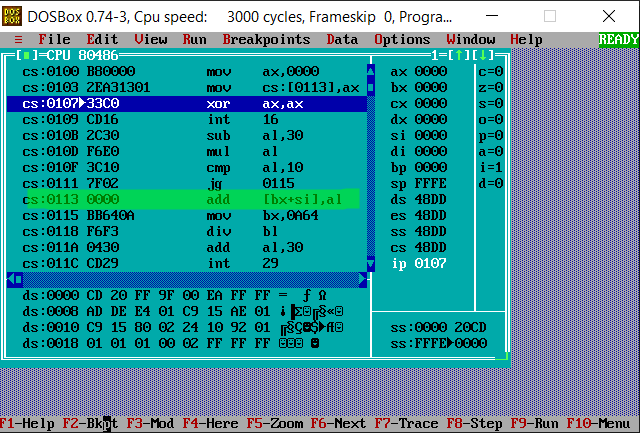 DOSBox 0.74-3, Cpu speed: 3000 cycles, Frameskip 0, Progra...
≡ File Edit View Run Breakpoints Data Options Window Help READY
[■]=CPU 80486 1=[↑][↓]
cs:0100 BB0000 mov ax,0000 ax 0000 c=0
cs:0103 2EA31301 mov cs:[0113],ax bx 0000 z=0
cs:0107▶33C0 xor ax,ax cx 0000 s=0
cs:0109 CD16 int 16 dx 0000 o=0
cs:010B 2C30 sub al,30 si 0000 p=0
cs:010D F6E0 mul al di 0000 a=0
cs:010F 3C10 cmp al,10 bp 0000 i=1
cs:0111 7F02 jg 0115 sp FFFE d=0
cs:0113 0000 add [bx+si],al ds 48DD
cs:0115 BB640A mov bx,0A64 es 48DD
cs:0118 F6F3 div bl ss 48DD
cs:011A 0430 add al,30 cs 48DD
cs:011C CD29 int 29 ip 0107
ds:0000 CD 20 FF 9F 00 EA FF FF = ƒ Ω
ds:0008 AD DE E4 01 C9 15 AE 01
ds:0010 C9 15 80 02 24 10 92 01 ss:0000 20CD
ds:0018 01 01 01 00 02 FF FF FF ss:FFFE▶0000
F1-Help F2-Bkpt F3-Mod F4-Here F5-Zoom F6-Next F7-Trace F8-Step F9-Run F10-Menu